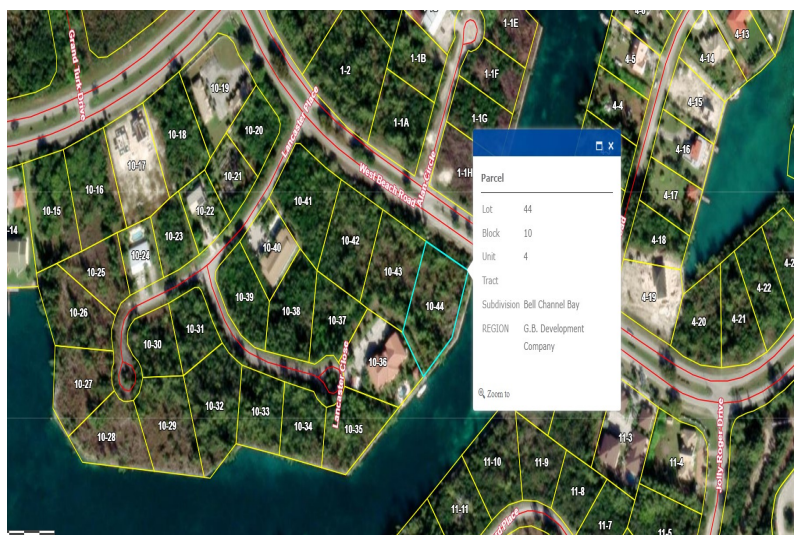 1-1E
4-13
4-5
4-14
1-2
1-1B
1-1F
10-19
4-15
4-4
Grand Turk Drive
10-18
10-20
Lancaster Place
1-1A
1-1G
4-16
10-17
West Beach Road
Alan Circle
1-1H
10-16
10-21
4-17
10-15
10-22
10-41
10-14
10-23
10-40
10-42
4-18
10-24
10-25
10-43
4-19
4-22
10-26
10-39
10-44
4-21
10-31
10-38
10-37
4-20
10-30
10-36
Lancaster Close
10-27
10-32
10-33
10-34
10-35
10-28
10-29
Parcel
Lot 44
Block 10
Unit 4
Tract
Subdivision Bell Channel Bay
REGION G.B. Development
Company
Zoom to
11-3
11-4
Jolly Roger Drive
11-10
11-9
11-8
11-11
11-7
11-5
Place